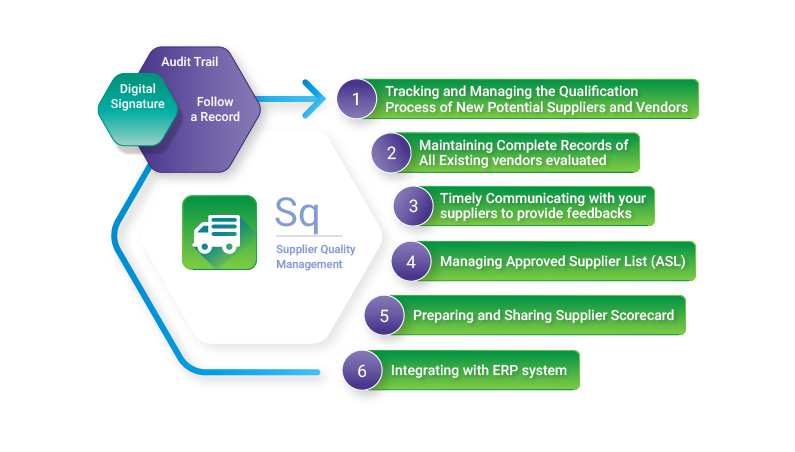 Audit Trail
Digital
Signature
Follow
a Record
Sq
Supplier Quality
Management
1
Tracking and Managing the Qualification
Process of New Potential Suppliers and Vendors
2
Maintaining Complete Records of
All Existing vendors evaluated
3
Timely Communicating with your
suppliers to provide feedbacks
4
Managing Approved Supplier List (ASL)
5
Preparing and Sharing Supplier Scorecard
6
Integrating with ERP system